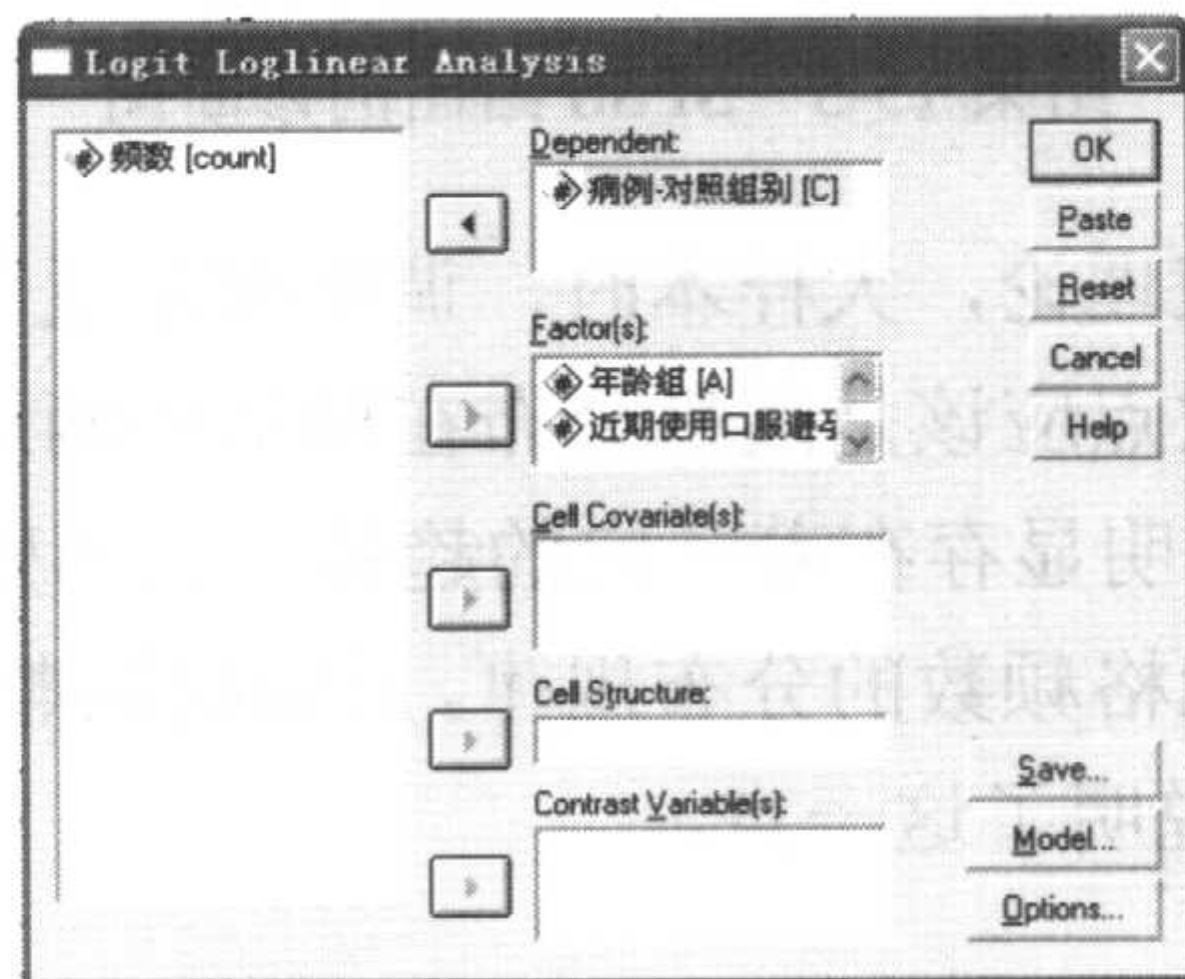 Logit Loglinear Analysis
频数 [count]
Dependent:
病例-对照组别 [C]
Factor(s):
年龄组 [A]
近期使用口服避孕
Cell Covariate(s):
Cell Structure:
Contrast Variable(s):
OK
Paste
Reset
Cancel
Help
Save...
Model...
Options...